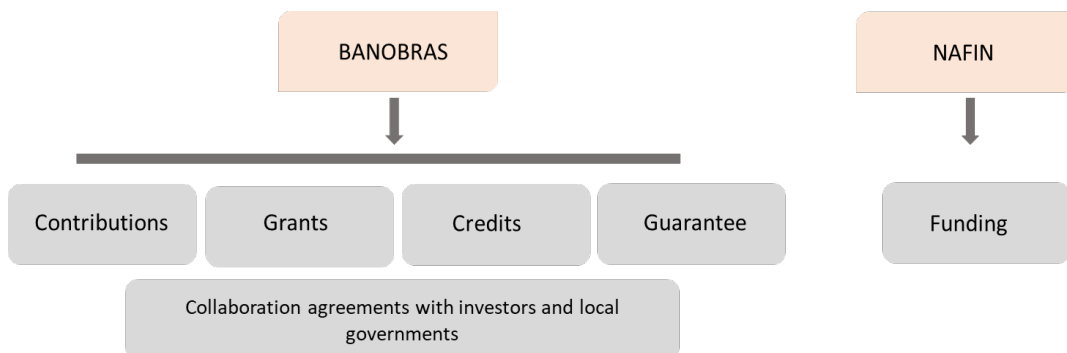 BANOBRAS
NAFIN
Contributions
Grants
Credits
Guarantee
Funding
Collaboration agreements with investors and local
governments